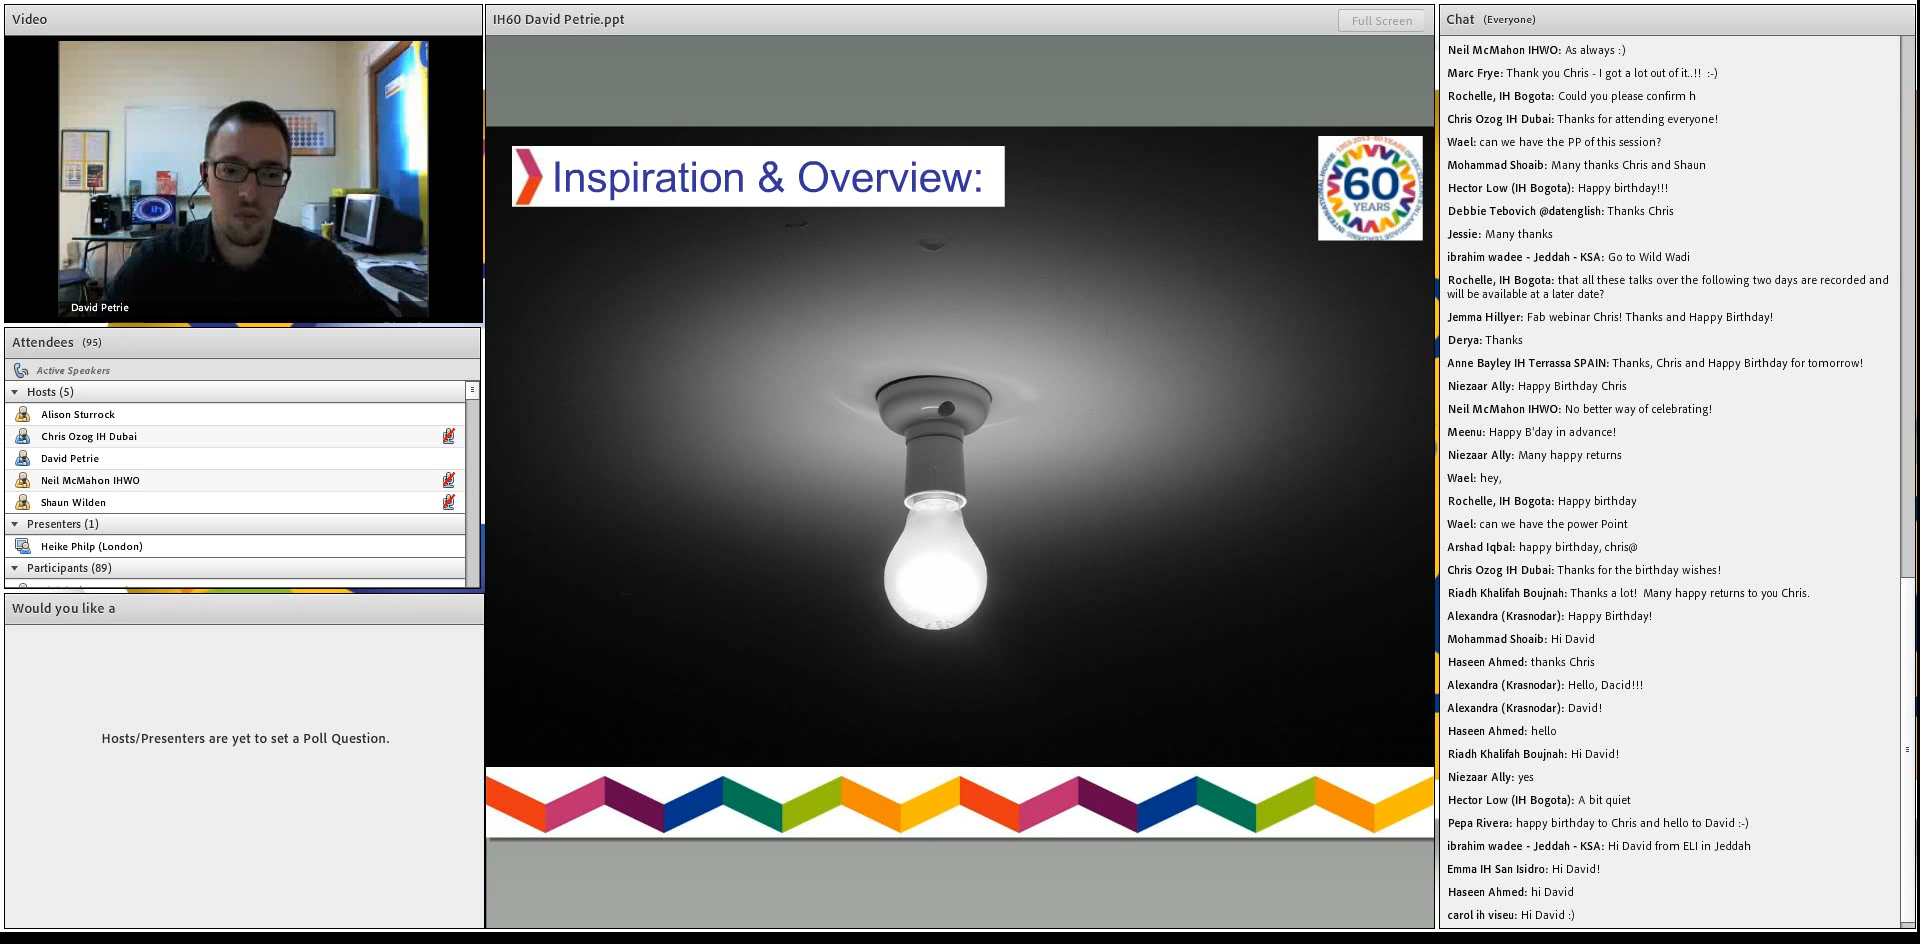 Video
David Petrie
Attendees (95)
Active Speakers
Hosts (5)
Alison Sturrock
Chris Ozog IH Dubai
David Petrie
Neil McMahon IHWO
Shaun Wilden
Presenters (1)
Heike Philp (London)
Participants (89)
Would you like a
Hosts/Presenters are yet to set a Poll Question.
IH60 David Petrie.ppt
Full Screen
Inspiration & Overview:
60
YEARS
Chat (Everyone)
Neil McMahon IHWO: As always :)
Marc Frye: Thank you Chris - I got a lot out of it..!! :-)
Rochelle, IH Bogota: Could you please confirm h
Chris Ozog IH Dubai: Thanks for attending everyone!
Wael: can we have the PP of this session?
Mohammad Shoaib: Many thanks Chris and Shaun
Hector Low (IH Bogota): Happy birthday!!!
Debbie Tebovich @datenglish: Thanks Chris
Jessie: Many thanks
ibrahim wadee - Jeddah - KSA: Go to Wild Wadi
Rochelle, IH Bogota: that all these talks over the following two days are recorded and
will be available at a later date?
Jemma Hillyer: Fab webinar Chris! Thanks and Happy Birthday!
Derya: Thanks
Anne Bayley IH Terrassa SPAIN: Thanks, Chris and Happy Birthday for tomorrow!
Niezaar Ally: Happy Birthday Chris
Neil McMahon IHWO: No better way of celebrating!
Meenu: Happy B'day in advance!
Niezaar Ally: Many happy returns
Wael: hey,
Rochelle, IH Bogota: Happy birthday
Wael: can we have the power Point
Arshad Iqbal: happy birthday, chris@
Chris Ozog IH Dubai: Thanks for the birthday wishes!
Riadh Khalifah Boujnah: Thanks a lot! Many happy returns to you Chris.
Alexandra (Krasnodar): Happy Birthday!
Mohammad Shoaib: Hi David
Haseen Ahmed: thanks Chris
Alexandra (Krasnodar): Hello, Dacid!!!
Alexandra (Krasnodar): David!
Haseen Ahmed: hello
Riadh Khalifah Boujnah: Hi David!
Niezaar Ally: yes
Hector Low (IH Bogota): A bit quiet
Pepa Rivera: happy birthday to Chris and hello to David :-)
ibrahim wadee - Jeddah - KSA: Hi David from ELI in Jeddah
Emma IH San Isidro: Hi David!
Haseen Ahmed: hi David
carol ih viseu: Hi David :)